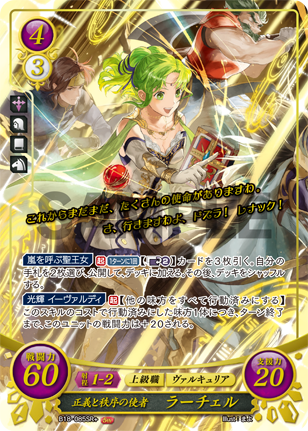 4
3
SAMPLE
これからまだまだ、たくさんの使命がありますわ。
さ、行きますわよ、ドズラ! レナック!
嵐を呼ぶ聖王女 起 [1ターンに1回] カードを3枚引く。自分の
手札を2枚選び、公開して、デッキに加える。その後、デッキをシャッフル
する。
光輝 イーヴァルディ 起 【他の味方をすべて行動済みにする】
このスキルのコストで行動済みにした味方1体につき、ターン終
了まで、このユニットの戦闘力は+20される。
戦闘力
60
射程 1-2
上級職
ヴァルキュリア
支援力
20
正義と秩序の使者 ラーチェル
B18-085SR+